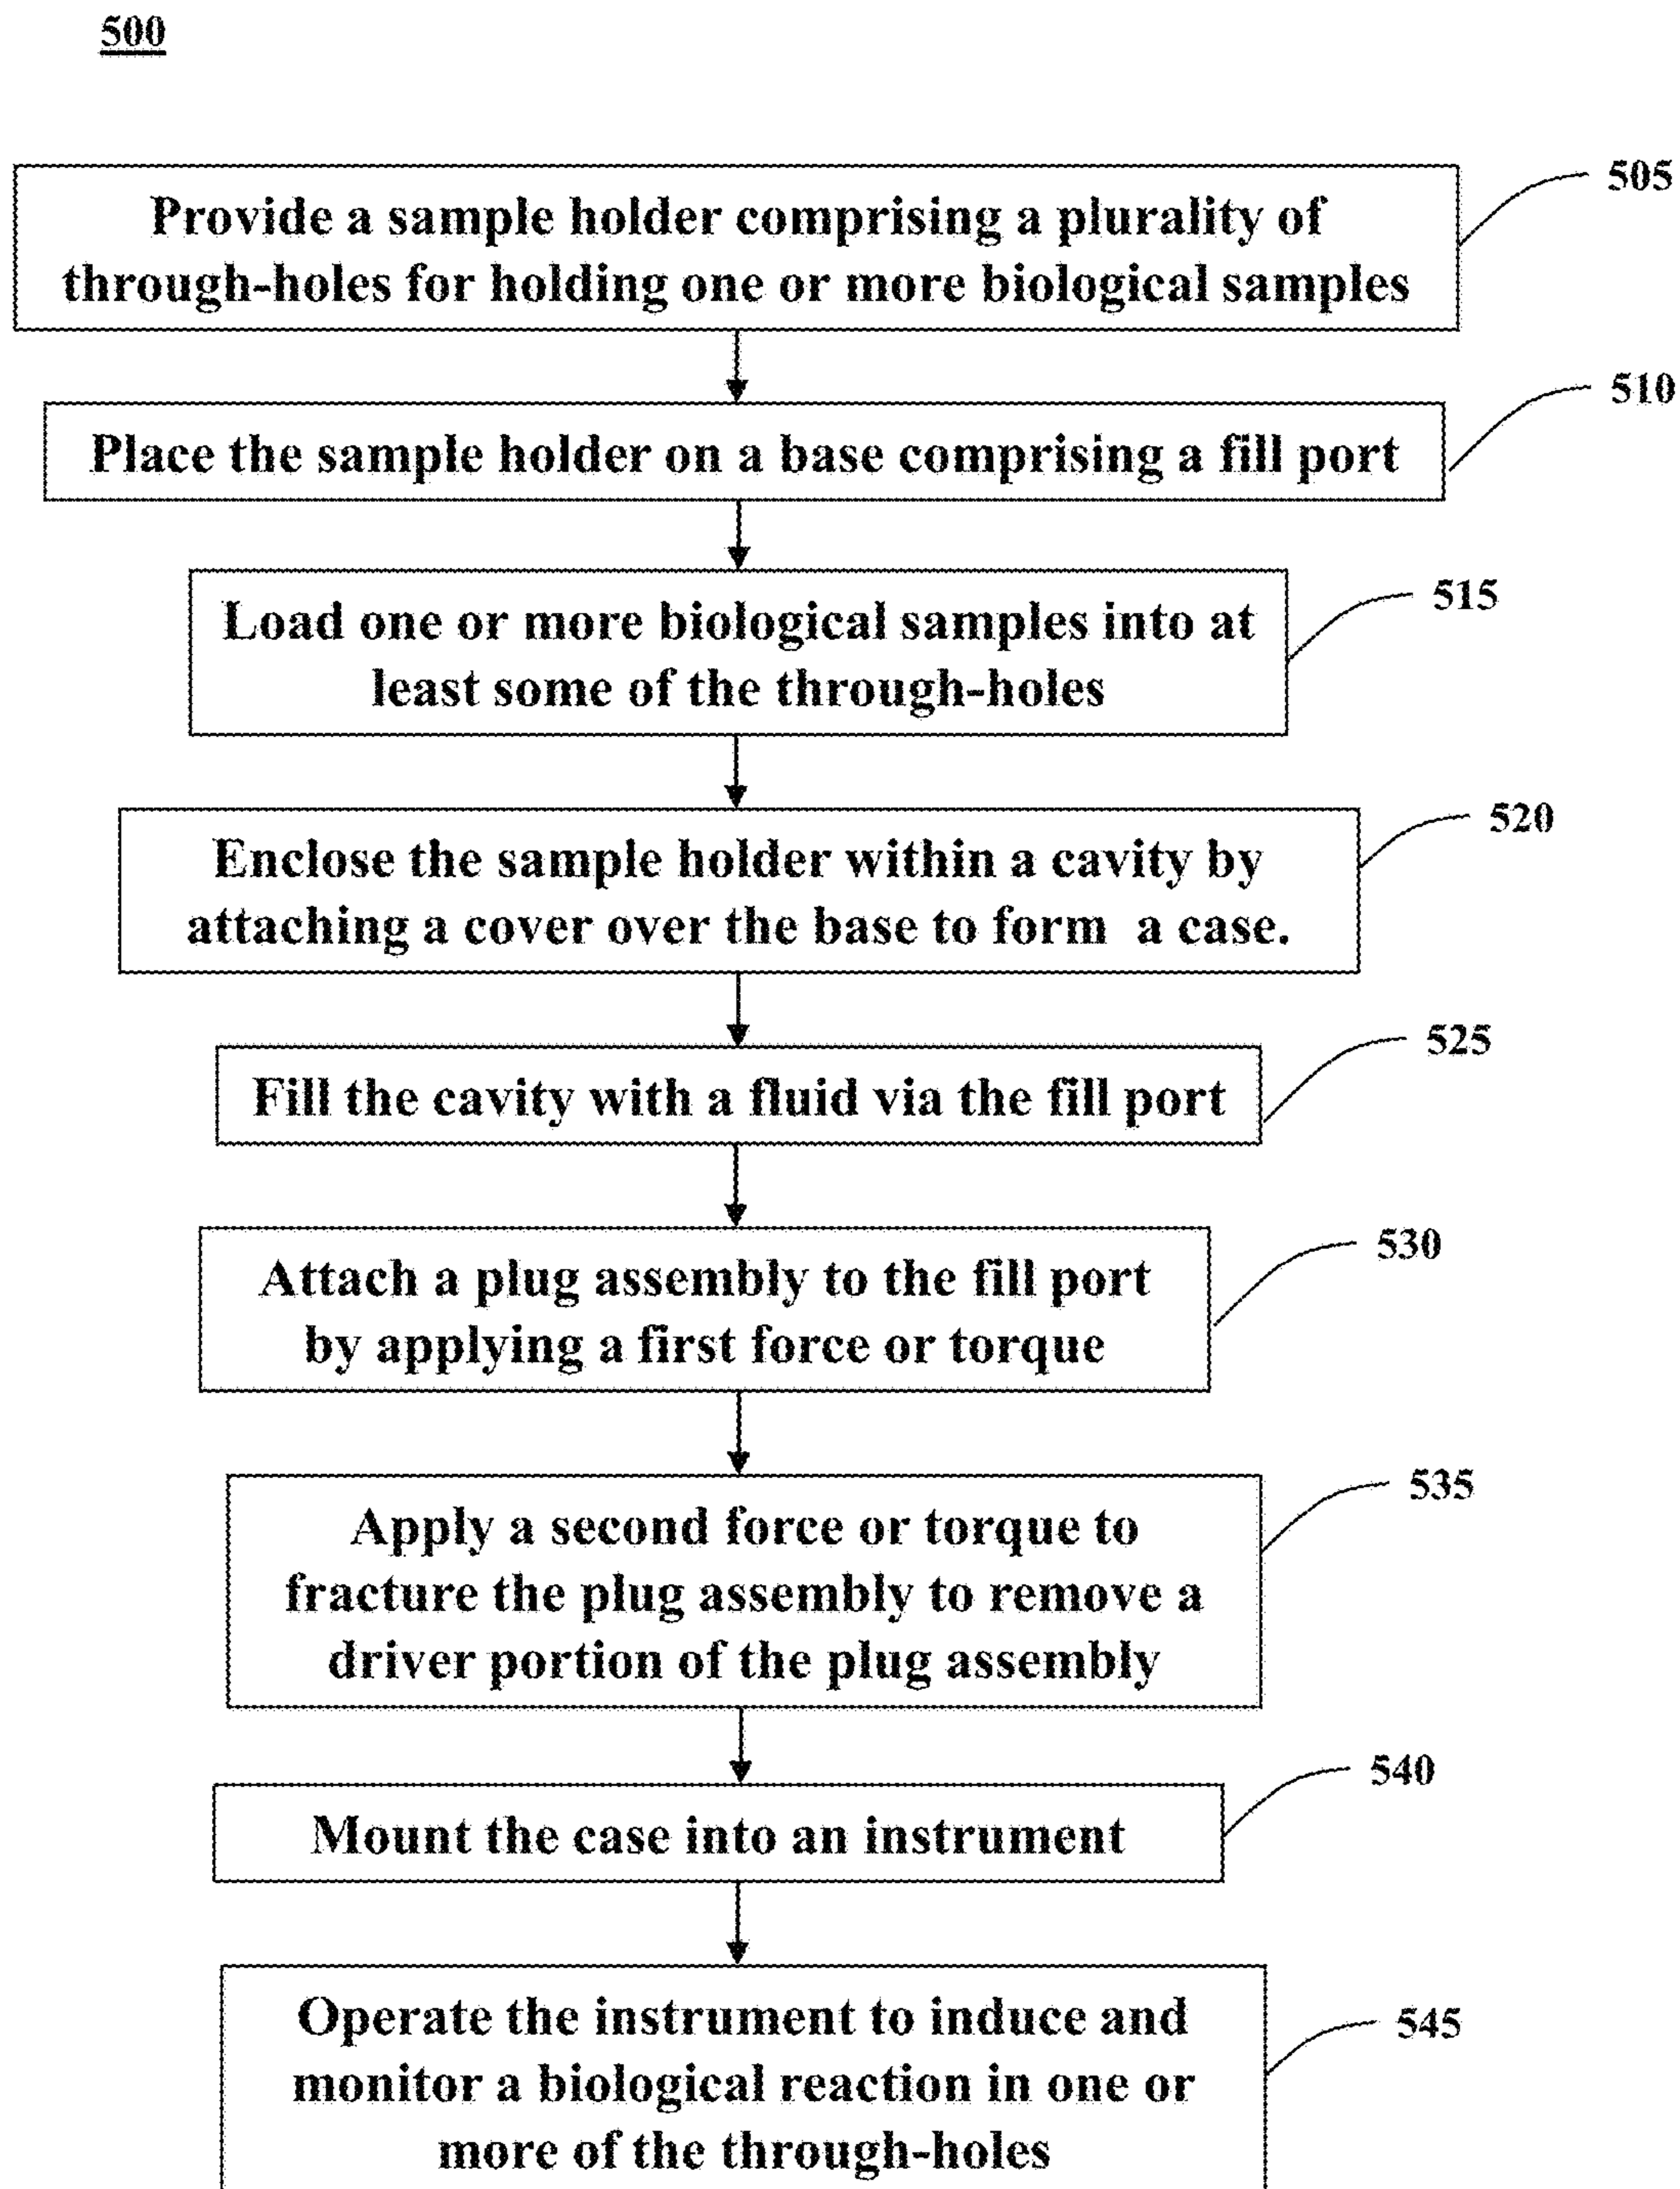 500
505
Provide a sample holder comprising a plurality of
through-holes for holding one or more biological samples
510
Place the sample holder on a base comprising a fill port
515
Load one or more biological samples into at
least some of the through-holes
520
Enclose the sample holder within a cavity by
attaching a cover over the base to form a case.
525
Fill the cavity with a fluid via the fill port
530
Attach a plug assembly to the fill port
by applying a first force or torque
535
Apply a second force or torque to
fracture the plug assembly to remove a
driver portion of the plug assembly
540
Mount the case into an instrument
545
Operate the instrument to induce and
monitor a biological reaction in one or
more of the through-holes